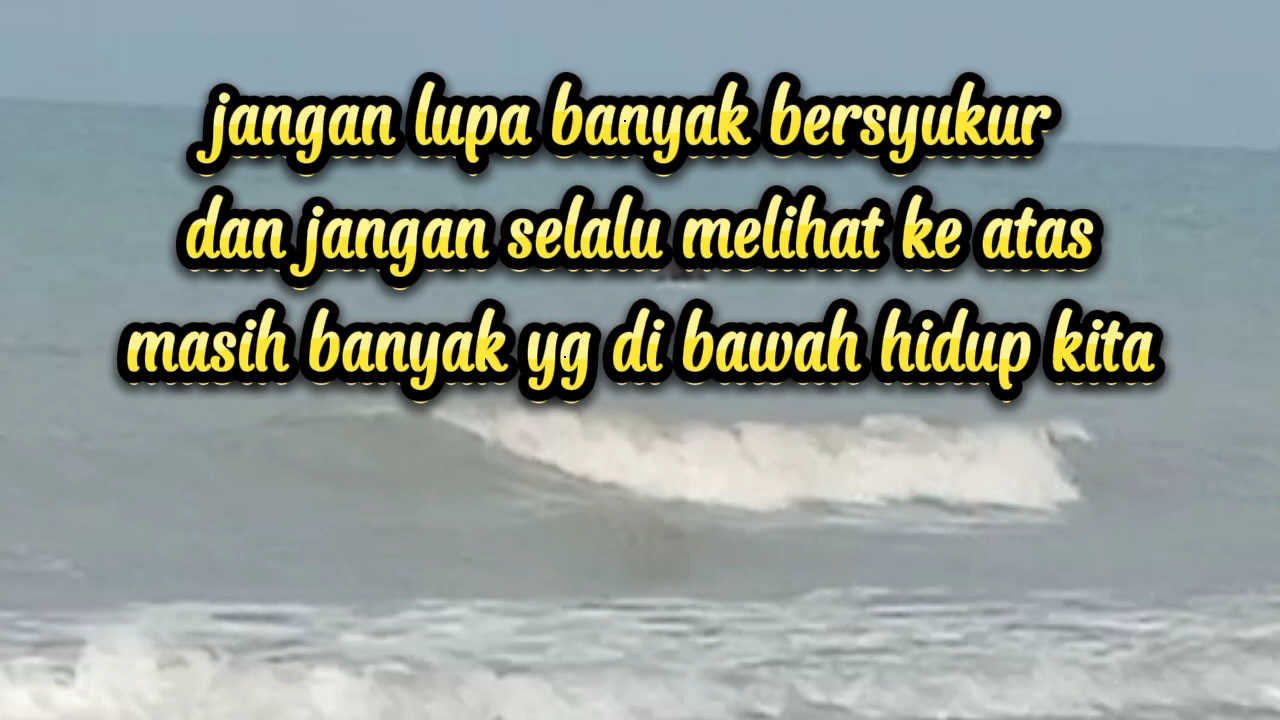 jangan lupa banyak bersyukur
dan jangan selalu melihat ke atas
masih banyak yg di bawah hidup kita